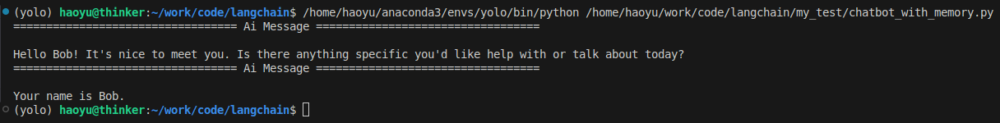 (yolo) haoyu@thinker:~/work/code/langchain$ /home/haoyu/anaconda3/envs/yolo/bin/python /home/haoyu/work/code/langchain/my_test/chatbot_with_memory.py
================================== Ai Message ==================================
Hello Bob! It's nice to meet you. Is there anything specific you'd like help with or talk about today?
================================== Ai Message ==================================
Your name is Bob.
(yolo) haoyu@thinker:~/work/code/langchain$